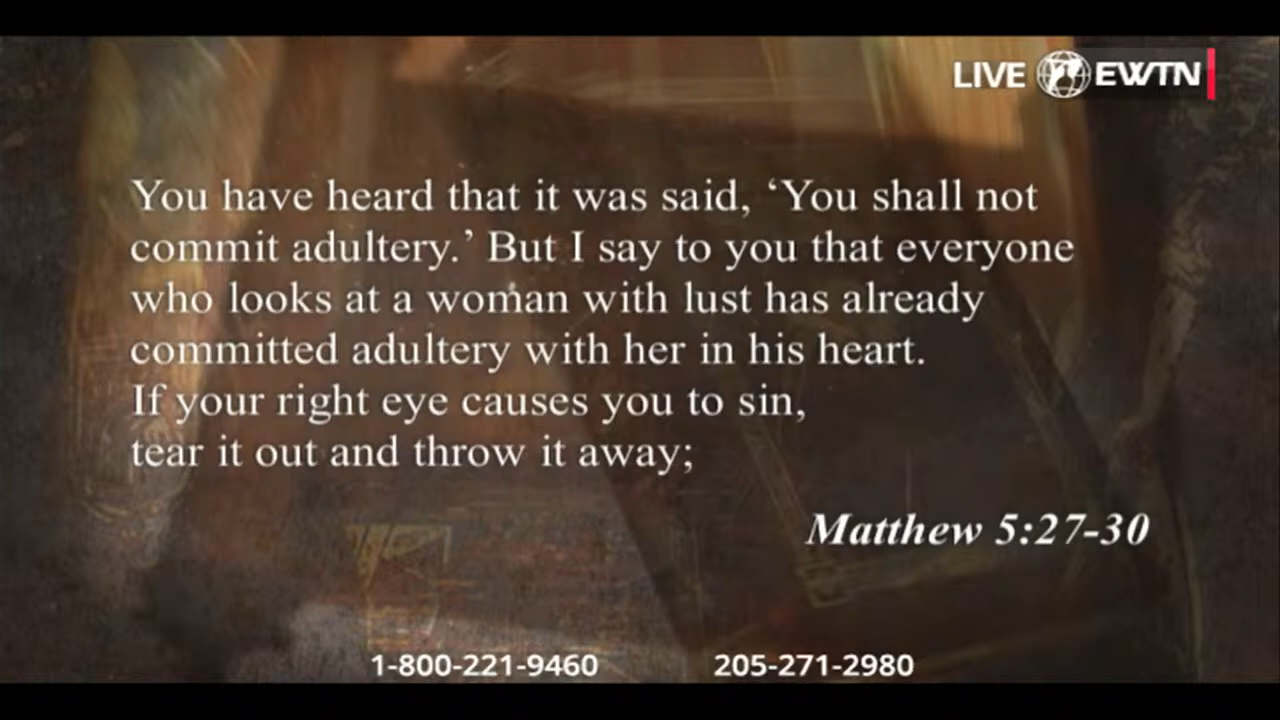 LIVE EWTN
You have heard that it was said, ‘You shall not
commit adultery.’ But I say to you that everyone
who looks at a woman with lust has already
committed adultery with her in his heart.
If your right eye causes you to sin,
tear it out and throw it away;
Matthew 5:27-30
1-800-221-9460 205-271-2980